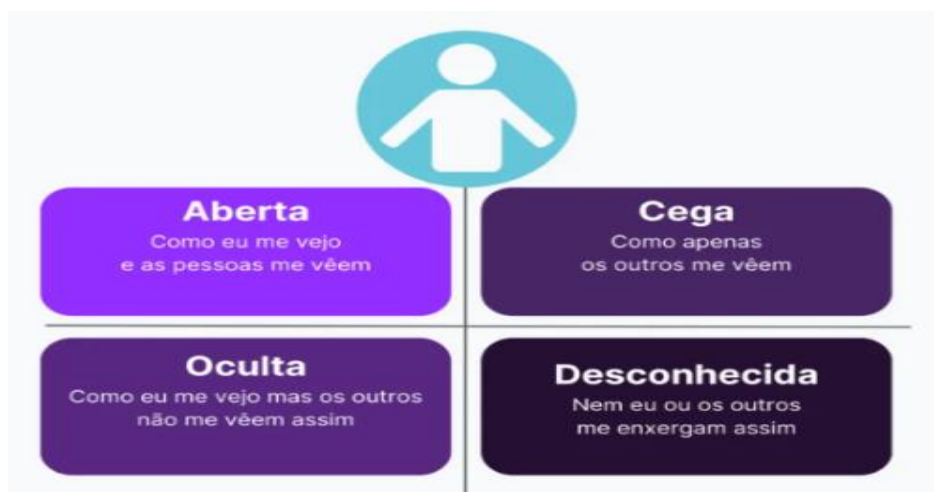 Aberta
Como eu me vejo
e as pessoas me vêem
Cega
Como apenas
os outros me vêem
Oculta
Como eu me vejo mas os outros
não me vêem assim
Desconhecida
Nem eu ou os outros
me enxergam assim